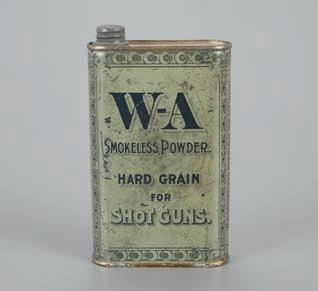 W-A
SMOKELESS POWDER.
HARD GRAIN
FOR
SHOT GUNS.